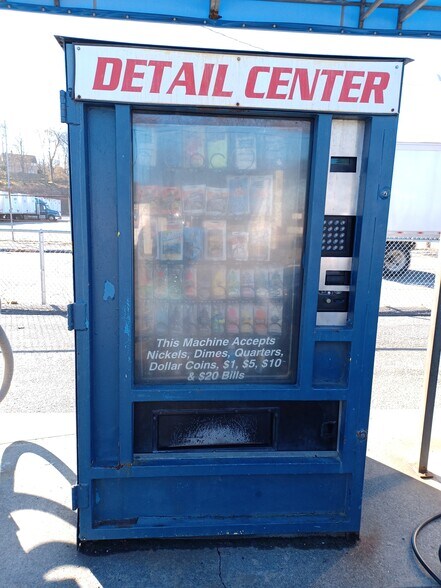 DETAIL CENTER
This Machine Accepts
Nickels, Dimes, Quarters,
Dollar Coins, $1, $5, $10
& $20 Bills